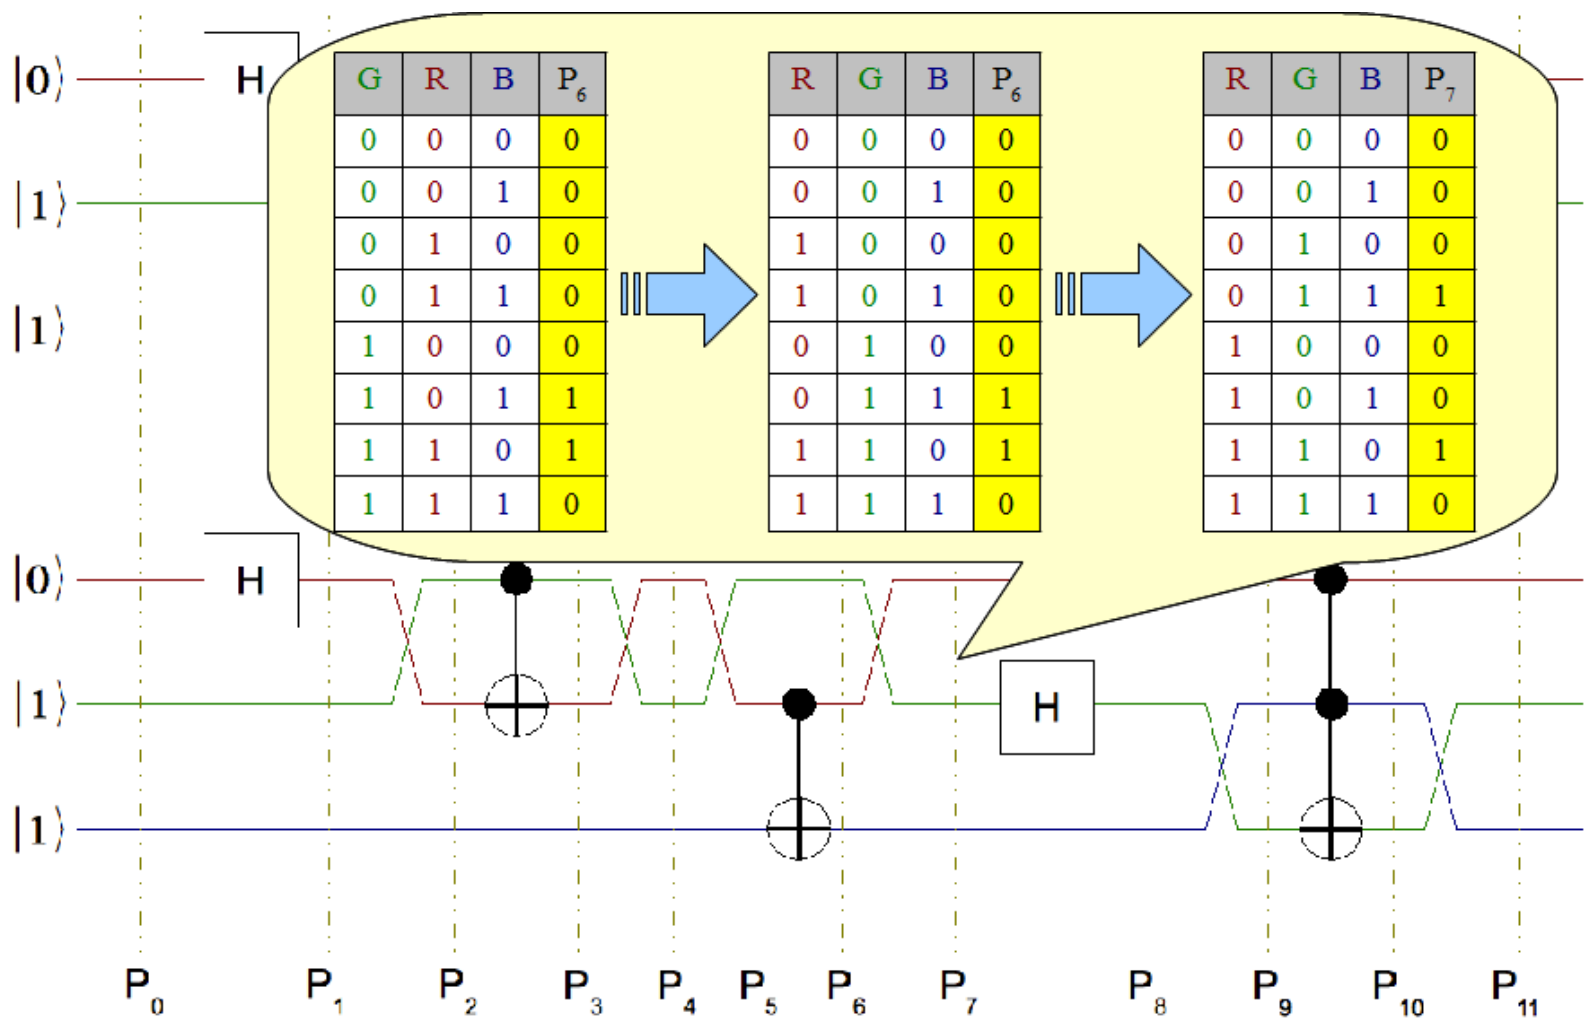 |0⟩ H
|1⟩
|1⟩
G R B P₆
0 0 0 0
0 0 1 0
0 1 0 0
0 1 1 0
1 0 0 0
1 0 1 1
1 1 0 1
1 1 1 0
R G B P₆
0 0 0 0
0 0 1 0
1 0 0 0
1 0 1 0
0 1 0 0
0 1 1 1
1 1 0 1
1 1 1 0
R G B P₇
0 0 0 0
0 0 1 0
0 1 0 0
0 1 1 1
1 0 0 0
1 0 1 0
1 1 0 1
1 1 1 0
|0⟩ H
|1⟩ H
|1⟩
P₀ P₁ P₂ P₃ P₄ P₅ P₆ P₇ P₈ P₉ P₁₀ P₁₁